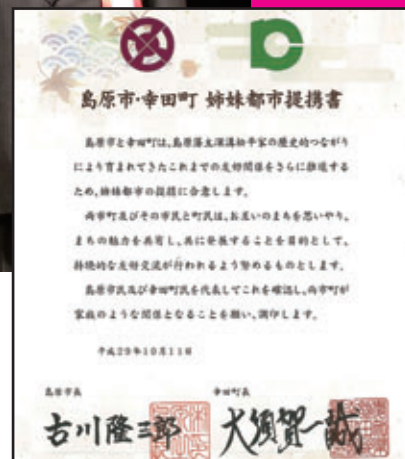 島原市・幸田町 姉妹都市提携書
島原市と幸田町は、島原藩主深溝松平家の歴史的つながり
により育まれてきたこれまでの友好関係をさらに推進する
ため、姉妹都市の提携に合意します。
両市町及びその市民と町民は、お互いのまちを思いやり、
まちの魅力を共有し、共に発展することを目的として、
持続的な友好交流が行われるよう努めるものとします。
島原市民及び幸田町民を代表してこれを確認し、両市町が
家族のような関係となることを願い、調印します。
平成29年10月11日
島原市長 幸田町長
古川隆三郎 大須賀一誠